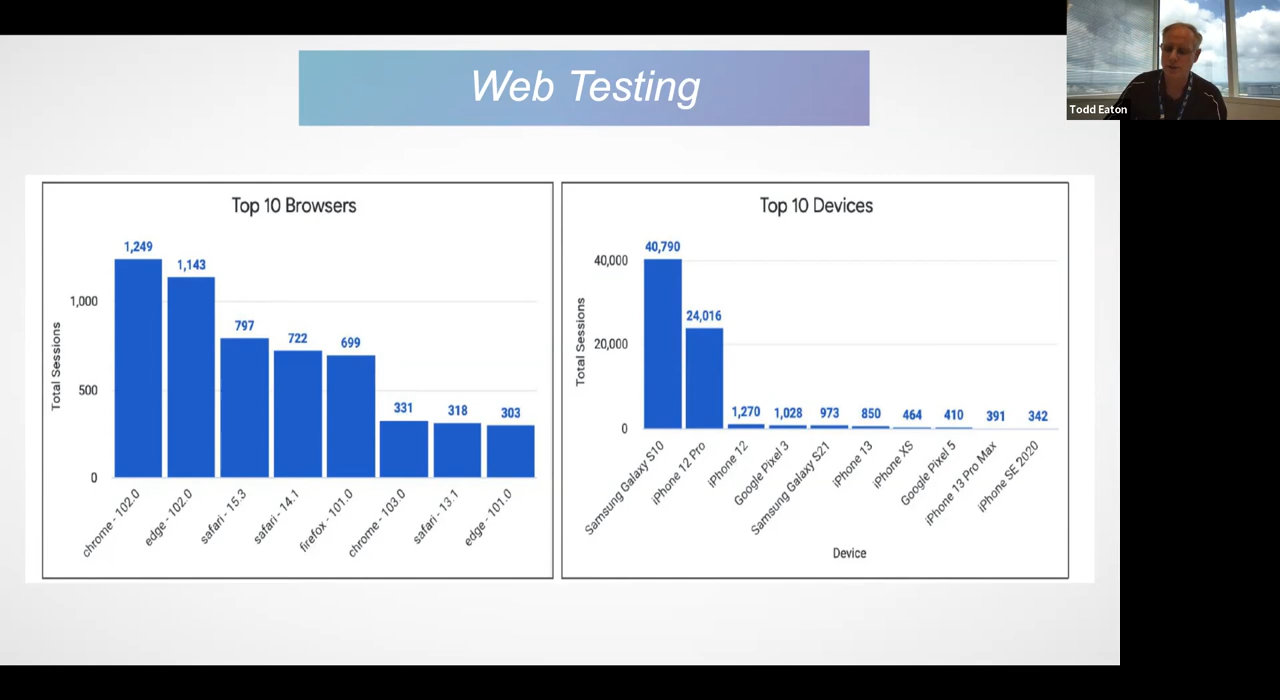 Web Testing
Todd Eaton
Top 10 Browsers
Total Sessions
1,000
500
0
1,249
1,143
797
722
699
331
318
303
chrome - 102.0
edge - 102.0
safari - 15.3
safari - 14.1
firefox - 101.0
chrome - 103.0
safari - 13.1
edge - 101.0
Top 10 Devices
Total Sessions
40,000
20,000
0
40,790
24,016
1,270
1,028
973
850
464
410
391
342
Samsung Galaxy S10
iPhone 12 Pro
iPhone 12
Google Pixel 3
Samsung Galaxy S21
iPhone 13
iPhone XS
Google Pixel 5
iPhone 13 Pro Max
iPhone SE 2020
Device